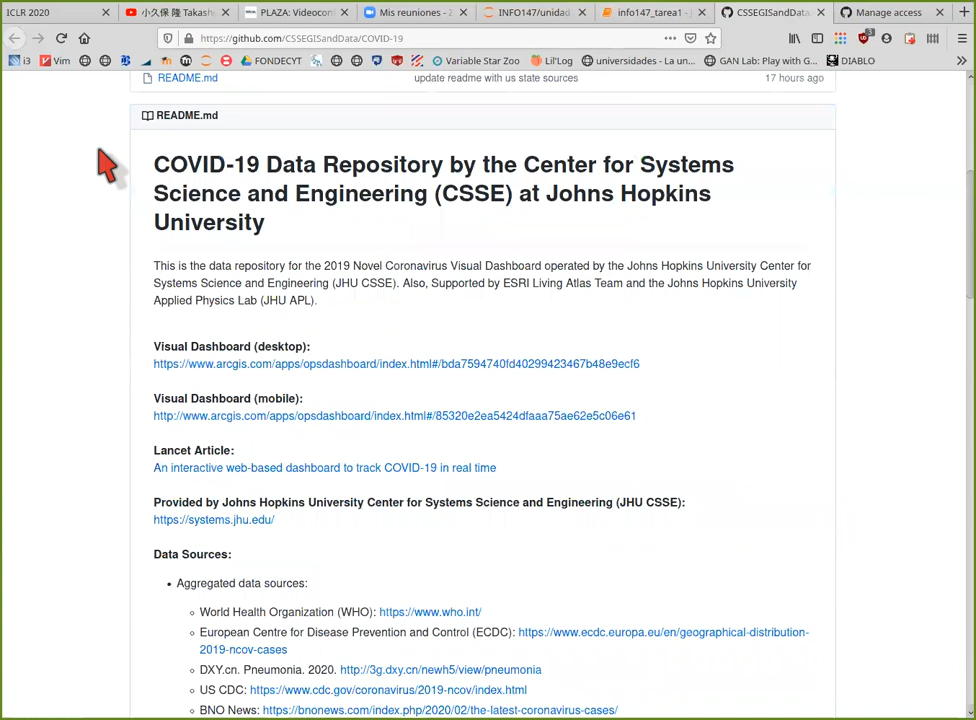 ICLR 2020
小久保 隆 Takash
PLAZA: Videocon
Mis reuniones - Z
INFO147/unidad
info147_tarea1 - J
CSSEGISandData
Manage access
https://github.com/CSSEGISandData/COVID-19
3
i3
Vim
FONDECYT
Variable Star Zoo
Lil'Log
universidades - La un...
GAN Lab: Play with G...
DIABLO
README.md
update readme with us state sources
17 hours ago
README.md
COVID-19 Data Repository by the Center for Systems
Science and Engineering (CSSE) at Johns Hopkins
University
This is the data repository for the 2019 Novel Coronavirus Visual Dashboard operated by the Johns Hopkins University Center for
Systems Science and Engineering (JHU CSSE). Also, Supported by ESRI Living Atlas Team and the Johns Hopkins University
Applied Physics Lab (JHU APL).
Visual Dashboard (desktop):
https://www.arcgis.com/apps/opsdashboard/index.html#/bda7594740fd40299423467b48e9ecf6
Visual Dashboard (mobile):
http://www.arcgis.com/apps/opsdashboard/index.html#/85320e2ea5424dfaaa75ae62e5c06e61
Lancet Article:
An interactive web-based dashboard to track COVID-19 in real time
Provided by Johns Hopkins University Center for Systems Science and Engineering (JHU CSSE):
https://systems.jhu.edu/
Data Sources:
• Aggregated data sources:
World Health Organization (WHO): https://www.who.int/
European Centre for Disease Prevention and Control (ECDC): https://www.ecdc.europa.eu/en/geographical-distribution-
2019-ncov-cases
DXY.cn. Pneumonia. 2020. http://3g.dxy.cn/newh5/view/pneumonia
US CDC: https://www.cdc.gov/coronavirus/2019-ncov/index.html
BNO News: https://bnonews.com/index.php/2020/02/the-latest-coronavirus-cases/